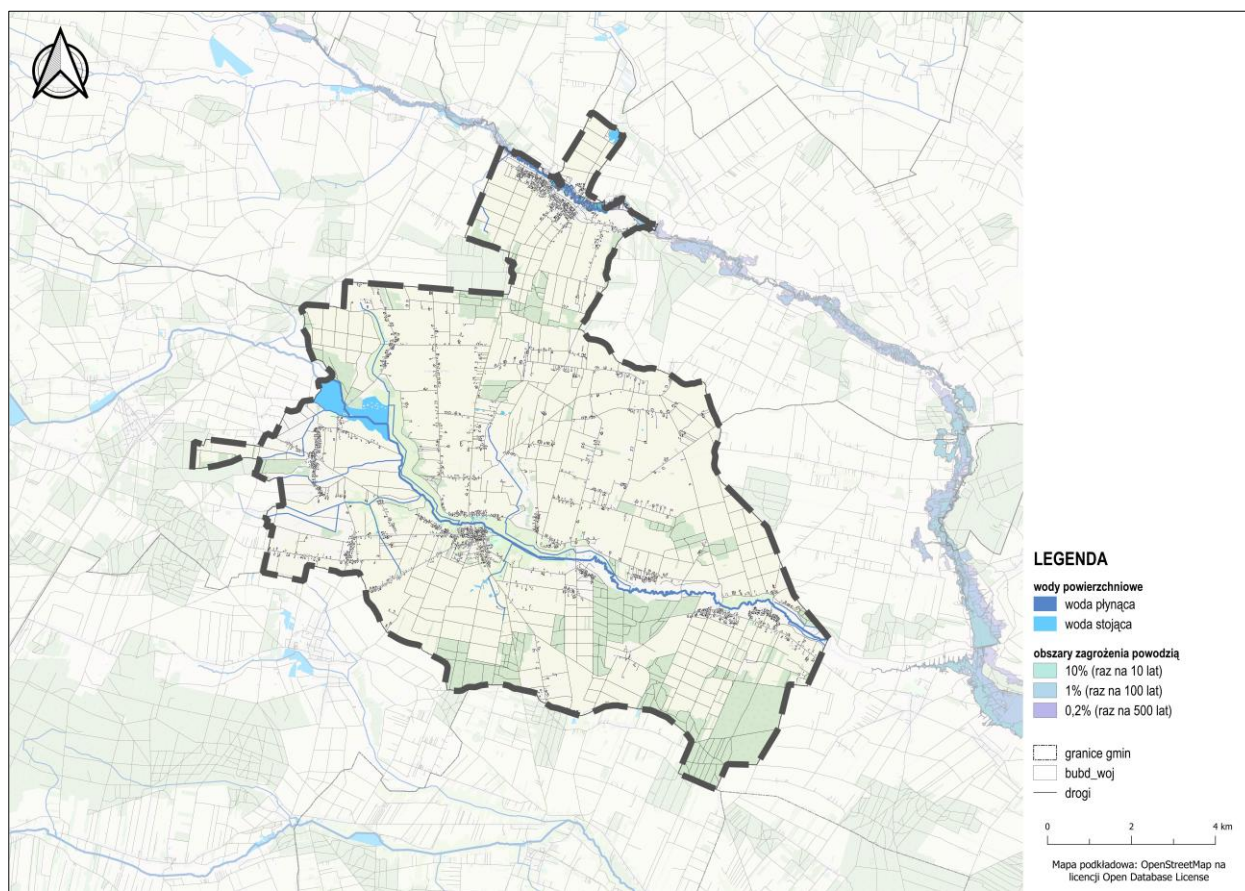 LEGENDA
wody powierzchniowe
woda płynąca
woda stojąca
obszary zagrożenia powodzią
10% (raz na 10 lat)
1% (raz na 100 lat)
0,2% (raz na 500 lat)
granice gmin
bubd_woj
drogi
0 2 4 km
Mapa podkładowa: OpenStreetMap na
licencji Open Database License